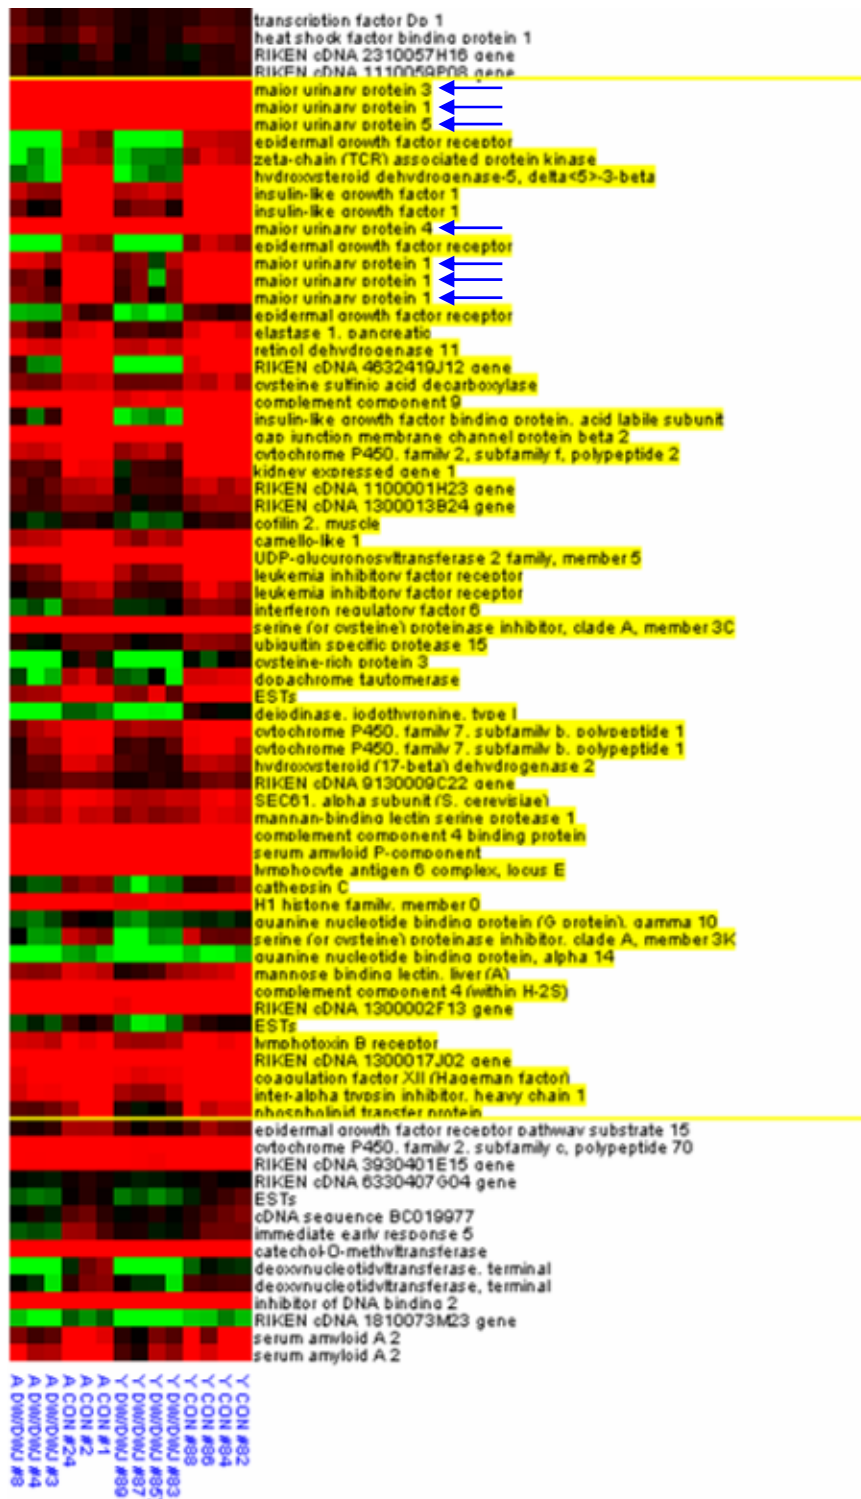 transcription factor Dp 1
heat shock factor binding protein 1
RIKEN cDNA 2310057H16 gene
RIKEN cDNA 1110059P08 gene
major urinary protein 3
major urinary protein 1
major urinary protein 5
epidermal growth factor receptor
zeta-chain (TCR) associated protein kinase
hydroxysteroid dehydrogenase-5, delta<5>-3-beta
insulin-like growth factor 1
insulin-like growth factor 1
major urinary protein 4
epidermal growth factor receptor
major urinary protein 1
major urinary protein 1
major urinary protein 1
epidermal growth factor receptor
elastase 1, pancreatic
retinol dehydrogenase 11
RIKEN cDNA 4632419J12 gene
cysteine sulfinic acid decarboxylase
complement component 9
insulin-like growth factor binding protein, acid labile subunit
gap junction membrane channel protein beta 2
cytochrome P450, family 2, subfamily f, polypeptide 2
kidney expressed gene 1
RIKEN cDNA 1100001H23 gene
RIKEN cDNA 1300013B24 gene
cofilin 2, muscle
camello-like 1
UDP-glucuronosyltransferase 2 family, member 5
leukemia inhibitory factor receptor
leukemia inhibitory factor receptor
interferon regulatory factor 6
serine (or cysteine) proteinase inhibitor, clade A, member 3C
ubiquitin specific protease 15
cysteine-rich protein 3
dopachrome tautomerase
ESTs
deiodinase, iodothyronine, type I
cytochrome P450, family 7, subfamily b, polypeptide 1
cytochrome P450, family 7, subfamily b, polypeptide 1
hydroxysteroid (17-beta) dehydrogenase 2
RIKEN cDNA 9130009C22 gene
SEC61, alpha subunit (S. cerevisiae)
mannan-binding lectin serine protease 1
complement component 4 binding protein
serum amyloid P-component
lymphocyte antigen 6 complex, locus E
cathepsin C
H1 histone family, member 0
guanine nucleotide binding protein (G protein), gamma 10
serine (or cysteine) proteinase inhibitor, clade A, member 3K
guanine nucleotide binding protein, alpha 14
mannose binding lectin, liver (A)
complement component 4 (within H-2S)
RIKEN cDNA 1300002F13 gene
ESTs
lymphotoxin B receptor
RIKEN cDNA 1300017J02 gene
coagulation factor XII (Hageman factor)
inter-alpha trypsin inhibitor, heavy chain 1
phospholipid transfer protein
epidermal growth factor receptor pathway substrate 15
cytochrome P450, family 2, subfamily c, polypeptide 70
RIKEN cDNA 3930401E15 gene
RIKEN cDNA 6330407G04 gene
ESTs
cDNA sequence BC019977
immediate early response 5
catechol-O-methyltransferase
deoxynucleotidyltransferase, terminal
deoxynucleotidyltransferase, terminal
inhibitor of DNA binding 2
RIKEN cDNA 1810073M23 gene
serum amyloid A 2
serum amyloid A 2
A DW/DWJ #8
A DW/DWJ #4
A DW/DWJ #3
A CON #24
A CON #2
A CON #1
Y DW/DWJ #89
Y DW/DWJ #87
Y DW/DWJ #85
Y DW/DWJ #83
Y CON #88
Y CON #86
Y CON #84
Y CON #82